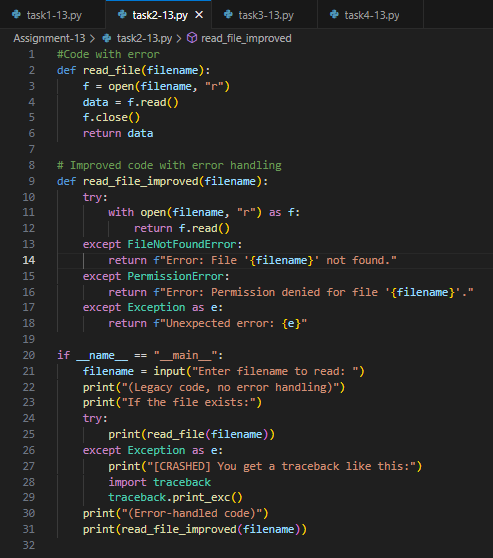 task1-13.py task2-13.py task3-13.py task4-13.py
Assignment-13 > task2-13.py > read_file_improved
1 #Code with error
2 def read_file(filename):
3     f = open(filename, "r")
4     data = f.read()
5     f.close()
6     return data
7
8 # Improved code with error handling
9 def read_file_improved(filename):
10     try:
11         with open(filename, "r") as f:
12             return f.read()
13     except FileNotFoundError:
14         return f"Error: File '{filename}' not found."
15     except PermissionError:
16         return f"Error: Permission denied for file '{filename}'."
17     except Exception as e:
18         return f"Unexpected error: {e}"
19
20 if __name__ == "__main__":
21     filename = input("Enter filename to read: ")
22     print("(Legacy code, no error handling)")
23     print("If the file exists:")
24     try:
25         print(read_file(filename))
26     except Exception as e:
27         print("[CRASHED] You get a traceback like this:")
28         import traceback
29         traceback.print_exc()
30     print("(Error-handled code)")
31     print(read_file_improved(filename))
32